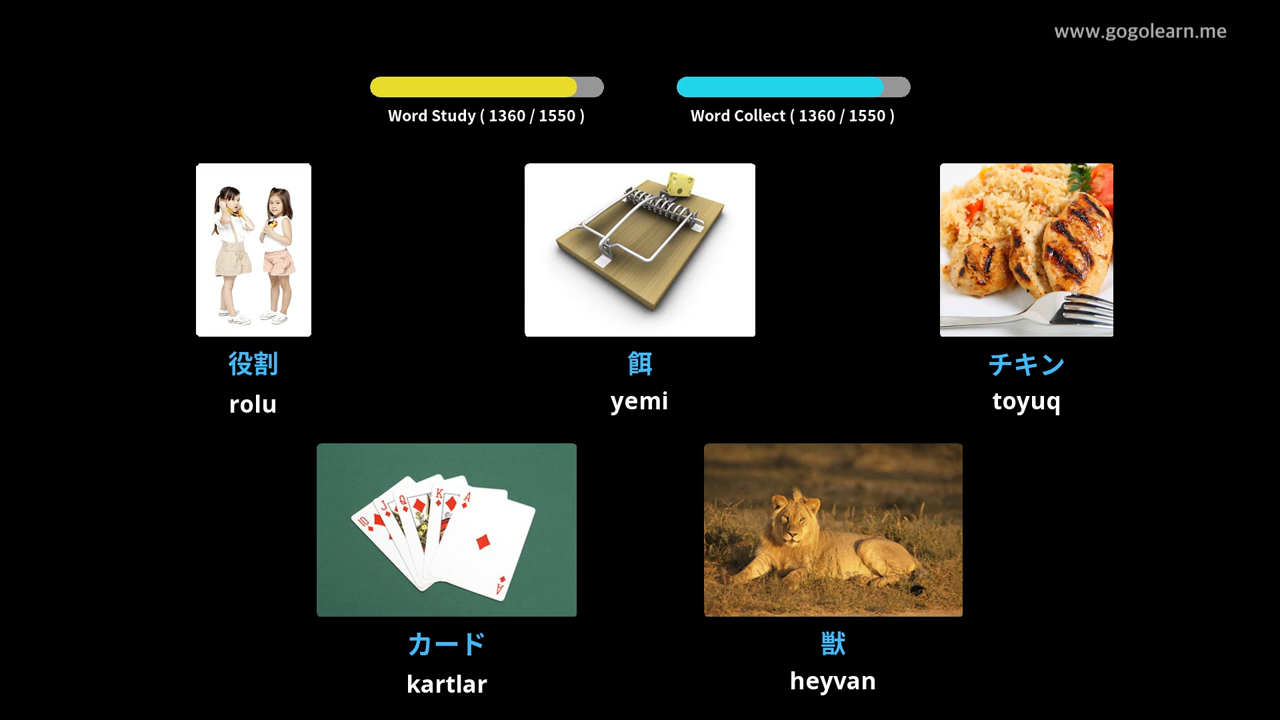 www.gogolearn.me
Word Study ( 1360 / 1550 )
Word Collect ( 1360 / 1550 )
役割
rolu
餌
yemi
チキン
toyuq
10 J Q K A
A
カード
kartlar
獣
heyvan